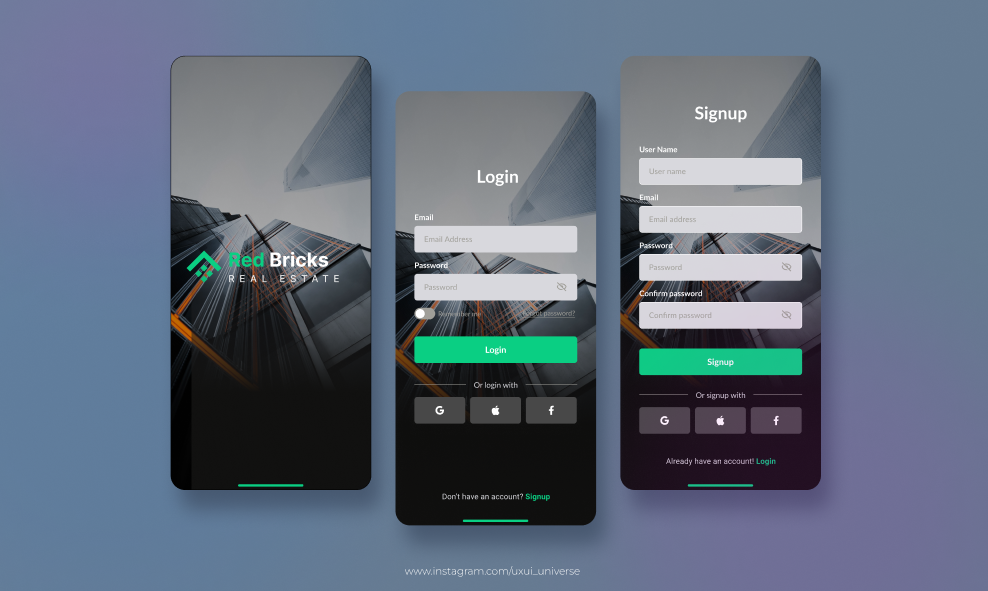 Red Bricks
REAL ESTATE
Login
Email
Email Address
Password
Password
Remember me
Forgot password?
Login
Or login with
Don't have an account? Signup
Signup
User Name
User name
Email
Email address
Password
Password
Confirm password
Confirm password
Signup
Or signup with
Already have an account! Login
www.instagram.com/uxui_universe